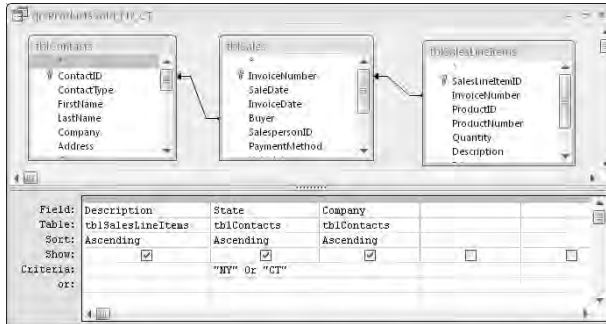 tblContacts
*
ContactID
ContactType
FirstName
LastName
Company
Address
tblSales
*
InvoiceNumber
SaleDate
InvoiceDate
Buyer
SalespersonID
PaymentMethod
tblSalesLineItems
*
SalesLineItemID
InvoiceNumber
ProductID
ProductNumber
Quantity
Description
Field: Description State Company
Table: tblSalesLineItems tblContacts tblContacts
Sort: Ascending Ascending Ascending
Show:
Criteria: "NY" Or "CT"
or: